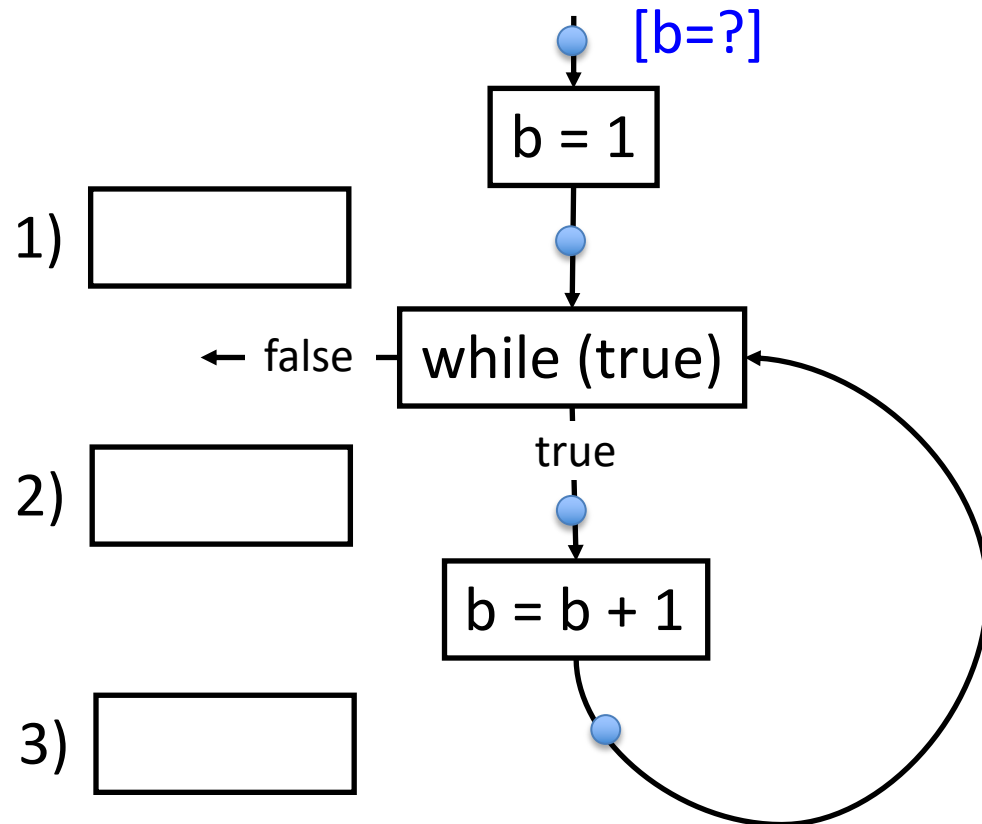 [b=?]
b = 1
1)
while (true)
false
true
2)
b = b + 1
3)